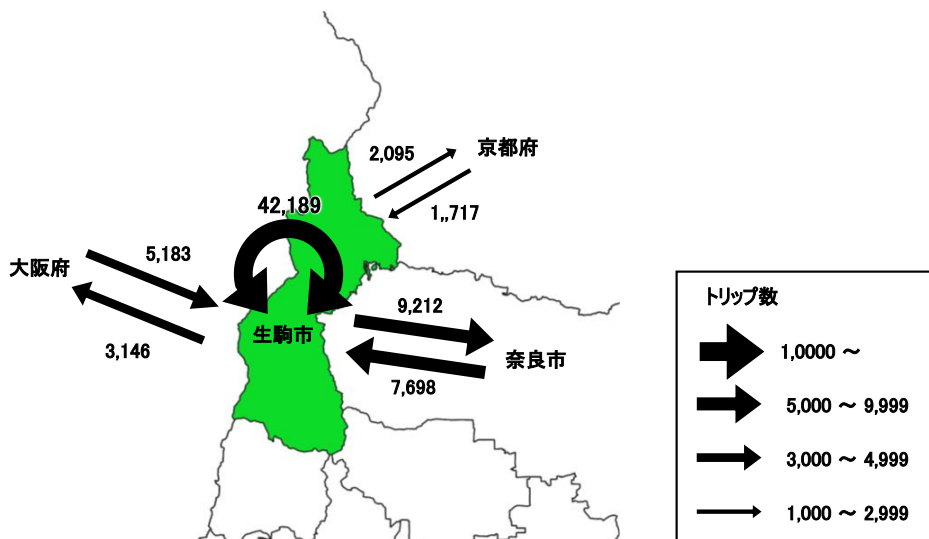 京都府
2,095
1,,717
42,189
大阪府
5,183
3,146
生駒市
9,212
7,698
奈良市
トリップ数
1,0000 ～
5,000 ～ 9,999
3,000 ～ 4,999
1,000 ～ 2,999